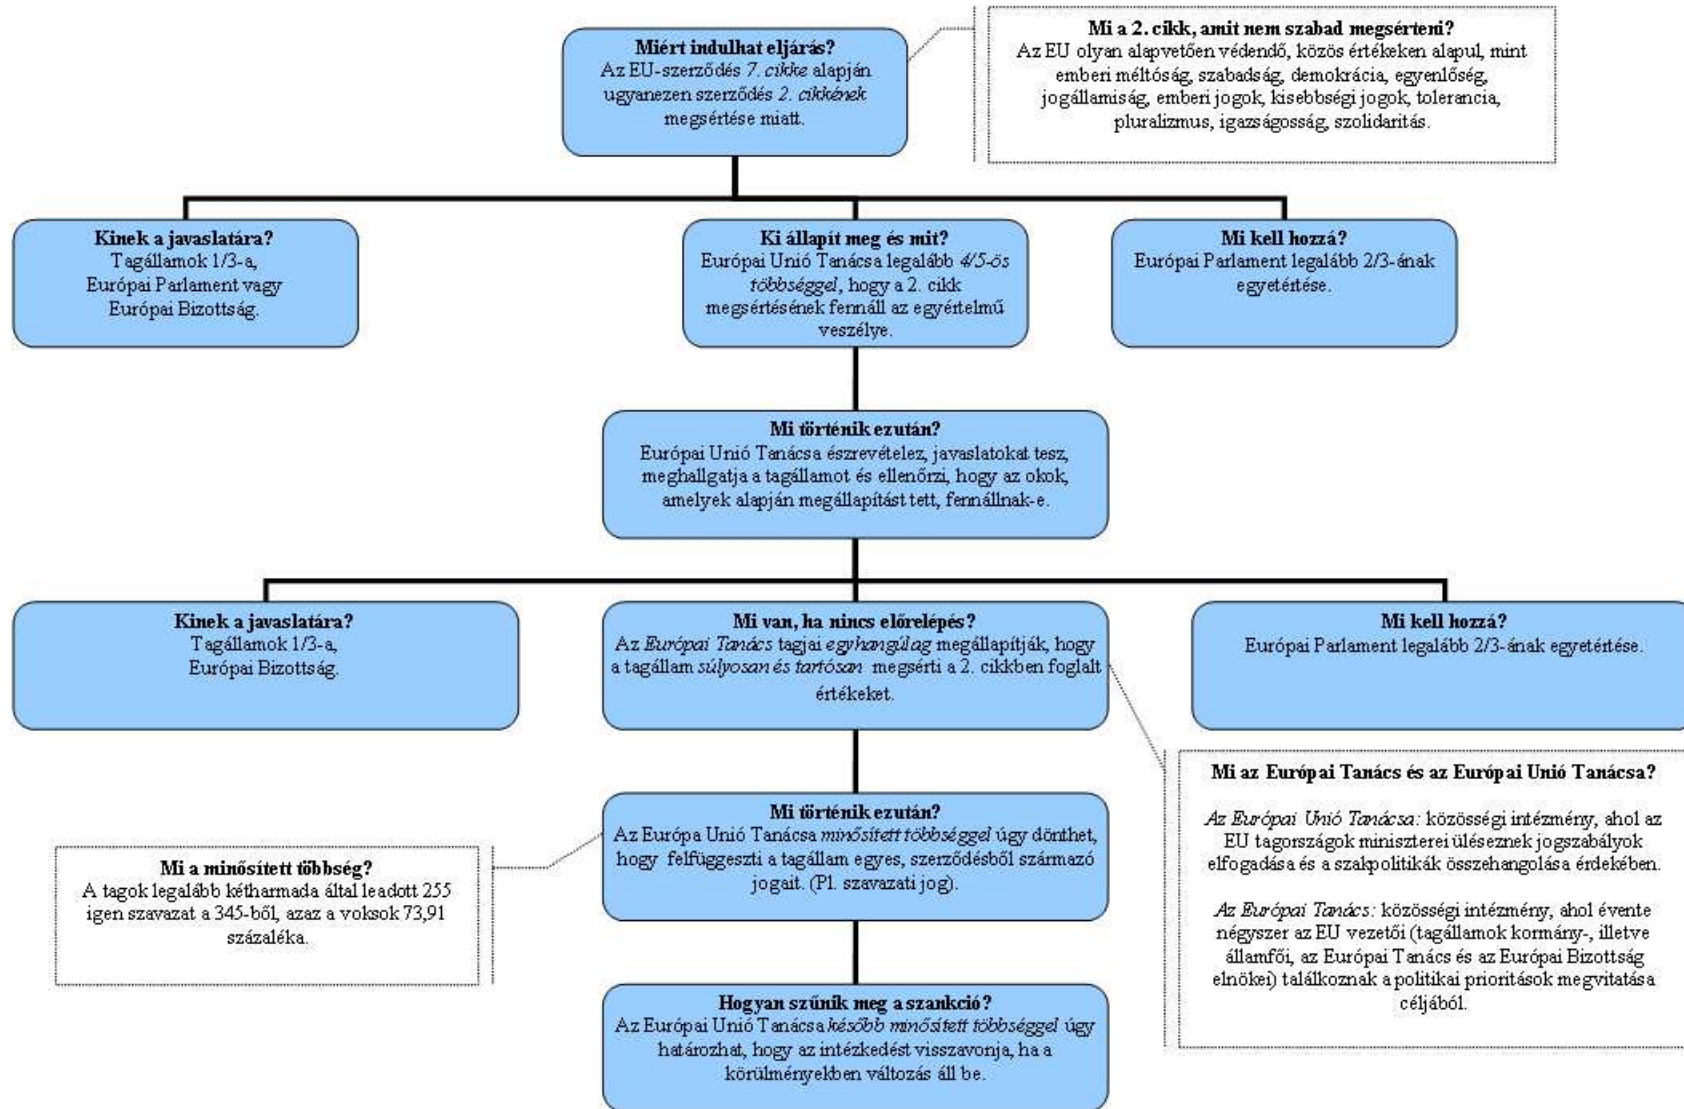 Miért indulhat eljárás?
Az EU-szerződés 7. cikke alapján
ugyanezen szerződés 2. cikkének
megsértése miatt.
Mi a 2. cikk, amit nem szabad megsérteni?
Az EU olyan alapvetően védendő, közös értékeken alapul, mint
emberi méltóság, szabadság, demokrácia, egyenlőség,
jogállamiság, emberi jogok, kisebbségi jogok, tolerancia,
pluralizmus, igazságosság, szolidaritás.
Kinek a javaslatára?
Tagállamok 1/3-a,
Európai Parlament vagy
Európai Bizottság.
Ki állapít meg és mit?
Európai Unió Tanácsa legalább 4/5-ös
többséggel, hogy a 2. cikk
megsértésének fennáll az egyértelmű
veszélye.
Mi kell hozzá?
Európai Parlament legalább 2/3-ának
egyetértése.
Mi történik ezután?
Európai Unió Tanácsa észrevételez, javaslatokat tesz,
meghallgatja a tagállamot és ellenőrzi, hogy az okok,
amelyek alapján megállapítást tett, fennállnak-e.
Kinek a javaslatára?
Tagállamok 1/3-a,
Európai Bizottság.
Mi van, ha nincs előrelépés?
Az Európai Tanács tagjai egyhangúlag megállapítják, hogy
a tagállam súlyosan és tartósan megsérti a 2. cikkben foglalt
értékeket.
Mi kell hozzá?
Európai Parlament legalább 2/3-ának egyetértése.
Mi történik ezután?
Az Európa Unió Tanácsa minősített többséggel úgy dönthet,
hogy felfüggeszti a tagállam egyes, szerződésből származó
jogait. (Pl. szavazati jog).
Mi a minősített többség?
A tagok legalább kétharmada által leadott 255
igen szavazat a 345-ből, azaz a voksok 73,91
százaléka.
Mi az Európai Tanács és az Európai Unió Tanácsa?
Az Európai Unió Tanácsa: közösségi intézmény, ahol az
EU tagországok miniszterei üléseznek jogszabályok
elfogadása és a szakpolitikák összehangolása érdekében.
Az Európai Tanács: közösségi intézmény, ahol évente
négyszer az EU vezetői (tagállamok kormány-, illetve
államfői, az Európai Tanács és az Európai Bizottság
elnökei) találkoznak a politikai prioritások megvitatása
céljából.
Hogyan szűnik meg a szankció?
Az Európai Unió Tanácsa később minősített többséggel úgy
határozhat, hogy az intézkedést visszavonja, ha a
körülményekben változás áll be.